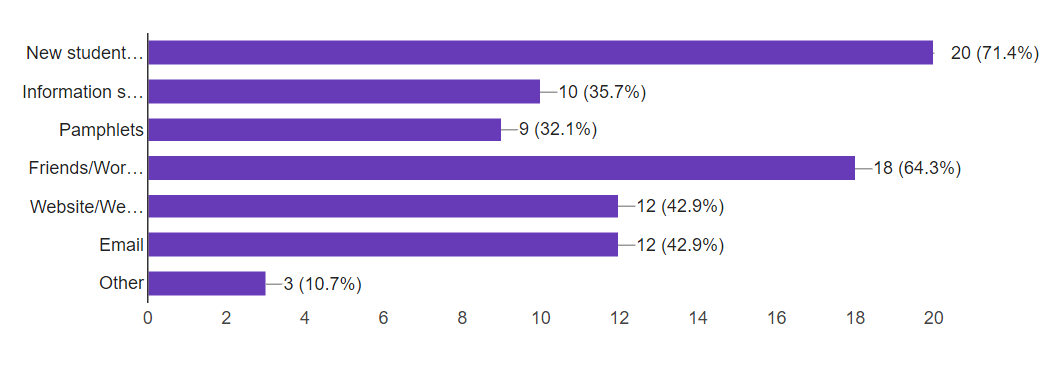 New student… 20 (71.4%)
Information s… 10 (35.7%)
Pamphlets 9 (32.1%)
Friends/Wor… 18 (64.3%)
Website/We… 12 (42.9%)
Email 12 (42.9%)
Other 3 (10.7%)
0 2 4 6 8 10 12 14 16 18 20